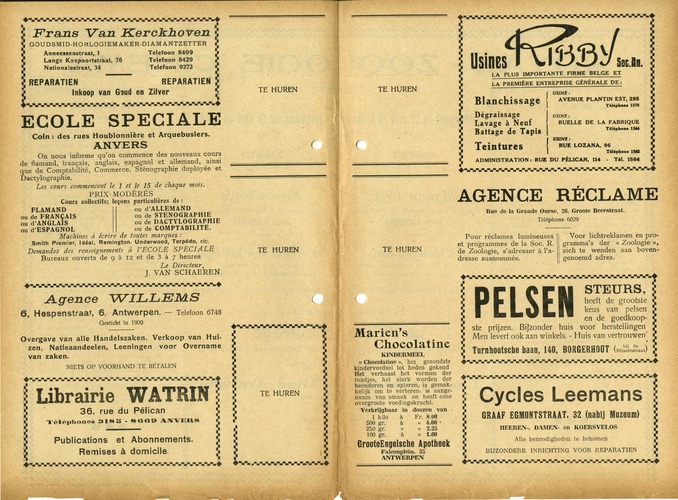 Frans Van Kerckhoven
GOUDSMID-HORLOGIEMAKER-DIAMANTZETTER
Anneessenstraat, 1 Telefoon 8409
Lange Koepoortstraat, 76 Telefoon 8429
Nationalestraat, 34 Telefoon 9272
REPARATIEN REPARATIEN
Inkoop van Goud en Zilver
ECOLE SPECIALE
Coin: des rues Houblonnière et Arquebusiers.
ANVERS
On nous informe qu'on commence des nouveaux cours
de flamand, français, anglais, espagnol et allemand, ainsi
que de Comptabilité, Commerce, Sténographie duployée et
Dactylographie.
Les cours commencent le 1 et le 15 de chaque mois.
PRIX MODÉRÉS
Cours collectifs; leçons particulières de:
FLAMAND ou d'ALLEMAND
ou de FRANÇAIS ou de STENOGRAPHIE
ou d'ANGLAIS ou de DACTYLOGRAPHIE
ou d'ESPAGNOL ou de COMPTABILITE.
Machines à écrire de toutes marques:
Smith Premier, Idéal, Remington, Underwood, Torpédo, etc.
Demandez des renseignements à l'ECOLE SPECIALE
Bureaux ouverts de 9 à 12 et de 3 à 7 heures
Le Directeur,
J. VAN SCHAEREN.
Agence WILLEMS
6, Hespenstraat, 6, Antwerpen. — Telefoon 6748
Gesticht in 1900
Overgave van alle Handelszaken. Verkoop van Hui-
zen, Natleaandeelen, Leeningen voor Overname
van zaken.
NIETS OP VOORHAND TE BETALEN
Librairie WATRIN
36, rue du Pélican
Téléphones 3185 - 8669 ANVERS
Publications et Abonnements.
Remises à domicile.
TE HUREN
TE HUREN
TE HUREN
TE HUREN
TE HUREN
Marien's
Chocolatine
KINDERMEEL
« Chocolatine », het gezondste
kindervoedsel tot heden gekend
Het verhaast het vormen der
tandjes, het sterk worden der
beenderen en spieren, is gemak-
kelijk om te verteren is aange-
naam van smaak en heeft eene
overgroote voedingskracht.
Verkrijgbaar in doozen van
1 kilo à Fr. 8.00
500 gr. à » 4.00
250 gr. à » 2.25
100 gr. à » 1.00
GrooteEngelsche Apotheek
Falconplein, 35
ANTWERPEN
Usines RIBBY Soc. An.
LA PLUS IMPORTANTE FIRME BELGE ET
LA PREMIÈRE ENTREPRISE GÉNÉRALE DE:
Blanchissage
USINE:
AVENUE PLANTIN EST, 295
Téléphone 1570
Dégraissage
Lavage à Neuf
Battage de Tapis
USINE:
RUELLE DE LA FABRIQUE
Téléphone 1564
Teintures
USINE:
RUE LOZANA, 96
Téléphone
ADMINISTRATION: RUE DU PÉLICAN, 114 - Tél. 1564
AGENCE RÉCLAME
Rue de la Grande Ourse, 26. Groote Beerstraat.
Téléphone 6029
Pour réclames lumineuses
et programmes de la Soc. R.
de Zoologie, s'adresser à l'a-
dresse susnommée.
Voor lichtreklamen en pro-
gramma's der « Zoologie »,
zich te wenden aan boven-
genoemd adres.
PELSEN STEURS,
heeft de grootste
keus van pelsen
en de goedkoop-
ste prijzen. Bijzonder huis voor herstellingen
Men levert ook aan winkels. - Huis van vertrouwen
Turnhoutsche baan, 140, BORGERHOUT
Cycles Leemans
GRAAF EGMONTSTRAAT, 32 (nabij Muzeum)
HEEREN-, DAMEN- en KOERSVELOS
Alle benoodigheden te bekomen
BIJZONDERE INRICHTING VOOR REPARATIEN